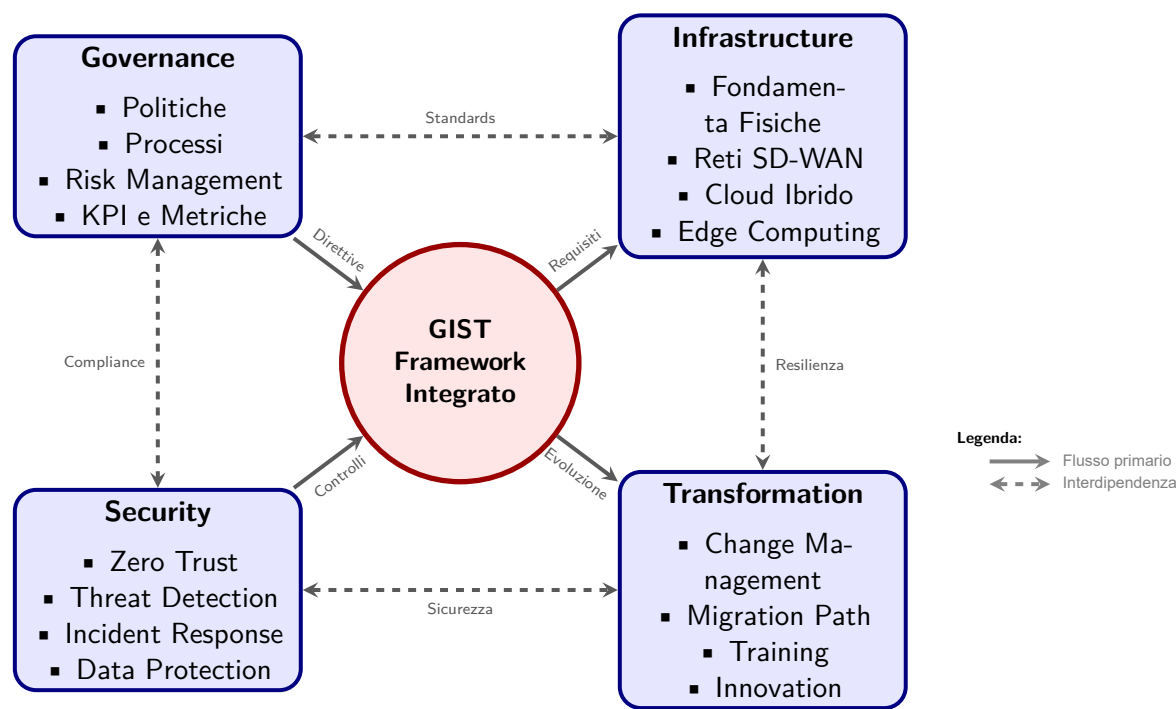 Governance
▪ Politiche
▪ Processi
▪ Risk Management
▪ KPI e Metriche
Standards
Infrastructure
▪ Fondamen-
ta Fisiche
▪ Reti SD-WAN
▪ Cloud Ibrido
▪ Edge Computing
Direttive
Requisiti
Compliance
GIST
Framework
Integrato
Resilienza
Controlli
Evoluzione
Security
▪ Zero Trust
▪ Threat Detection
▪ Incident Response
▪ Data Protection
Sicurezza
Transformation
▪ Change Ma-
nagement
▪ Migration Path
▪ Training
▪ Innovation
Legenda:
Flusso primario
Interdipendenza